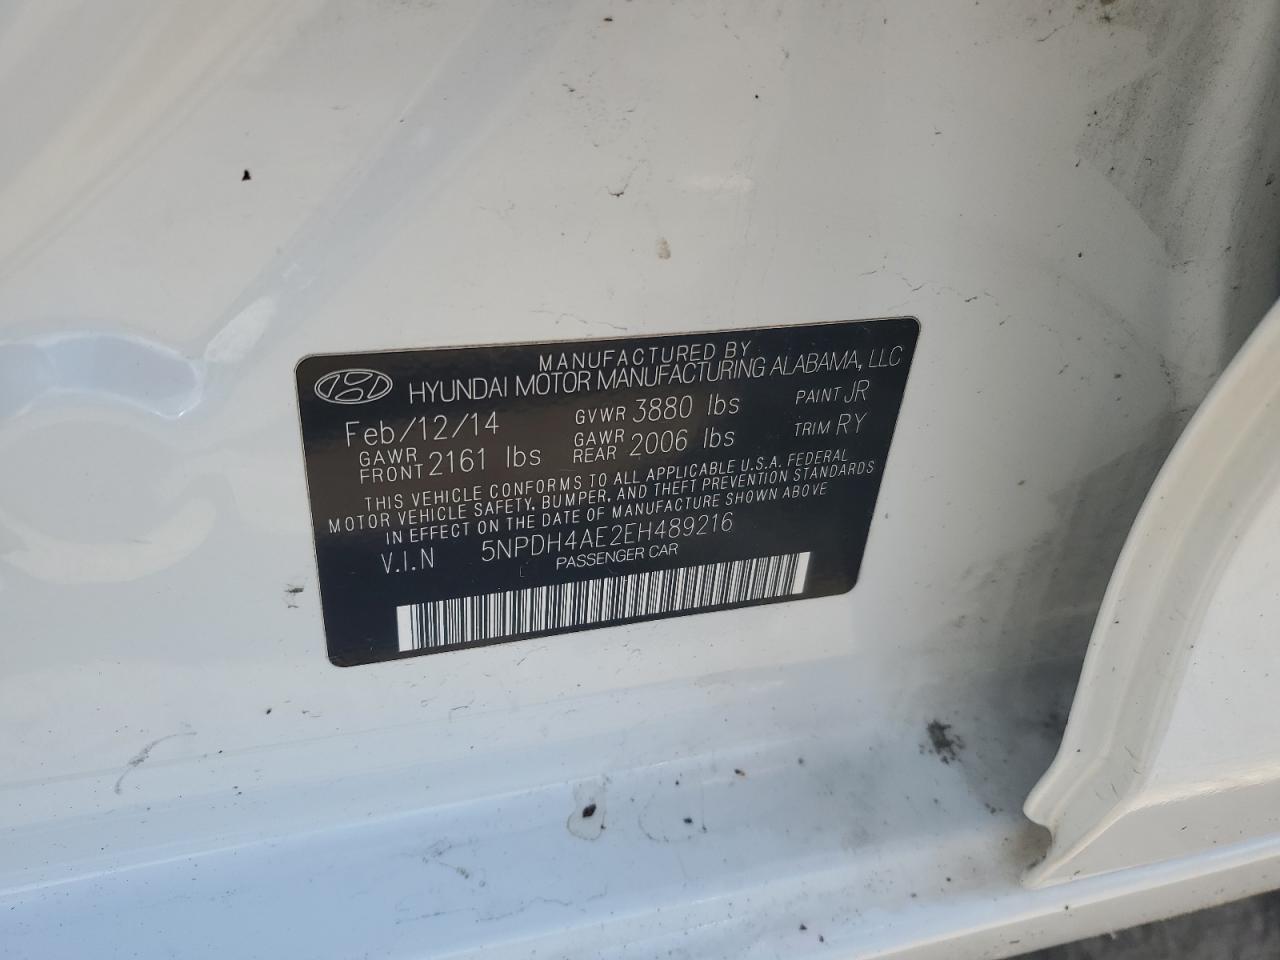 MANUFACTURED BY
HYUNDAI MOTOR MANUFACTURING ALABAMA, LLC
Feb/12/14 GVWR 3880 lbs PAINT JR
GAWR FRONT 2161 lbs GAWR REAR 2006 lbs TRIM RY
THIS VEHICLE CONFORMS TO ALL APPLICABLE U.S.A. FEDERAL
MOTOR VEHICLE SAFETY, BUMPER, AND THEFT PREVENTION STANDARDS
IN EFFECT ON THE DATE OF MANUFACTURE SHOWN ABOVE
V.I.N 5NPDH4AE2EH489216
PASSENGER CAR